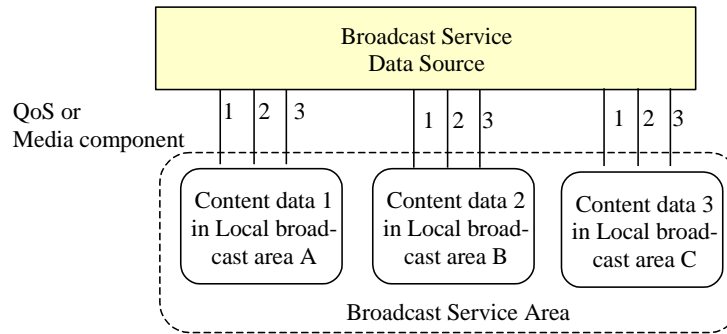 Broadcast Service
Data Source
QoS or
Media component
1 2 3
1 2 3
1 2 3
Content data 1
in Local broad-
cast area A
Content data 2
in Local broad-
cast area B
Content data 3
in Local broad-
cast area C
Broadcast Service Area